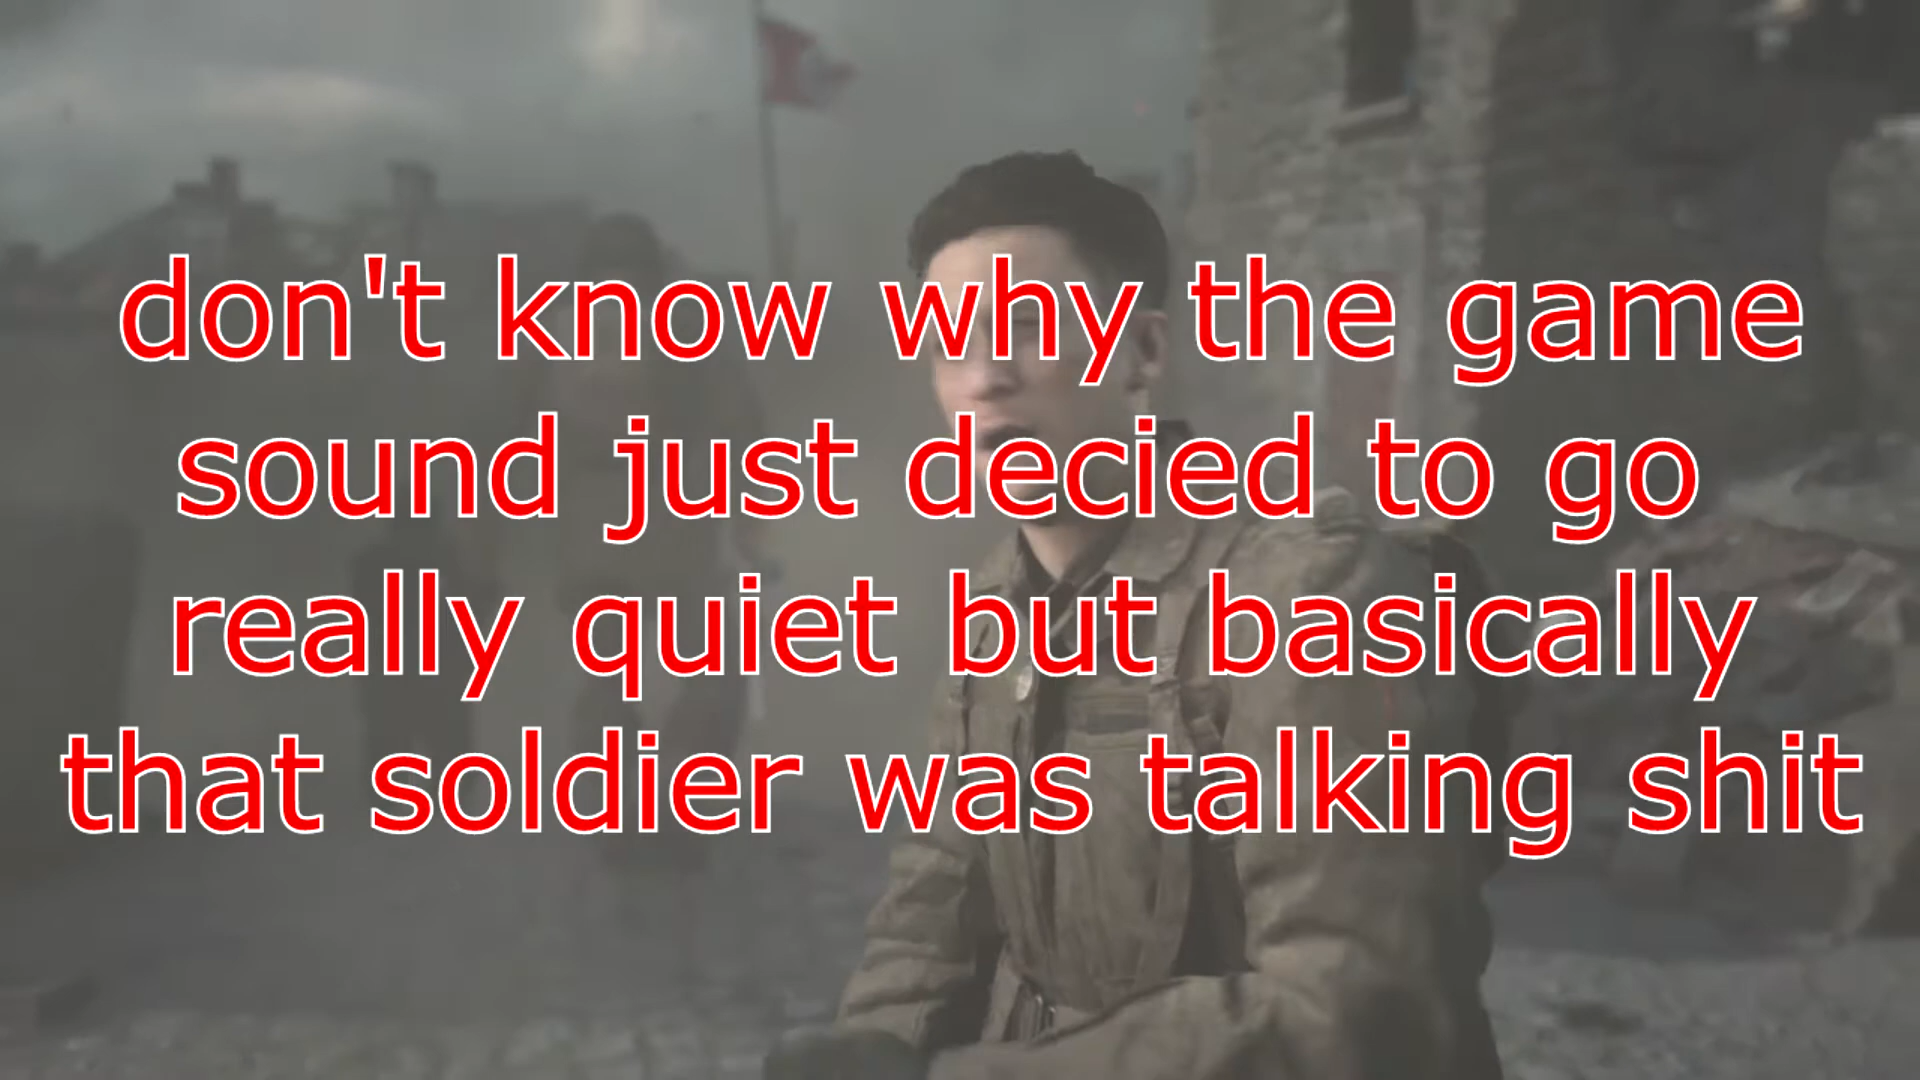 don't know why the game
sound just decied to go
really quiet but basically
that soldier was talking shit